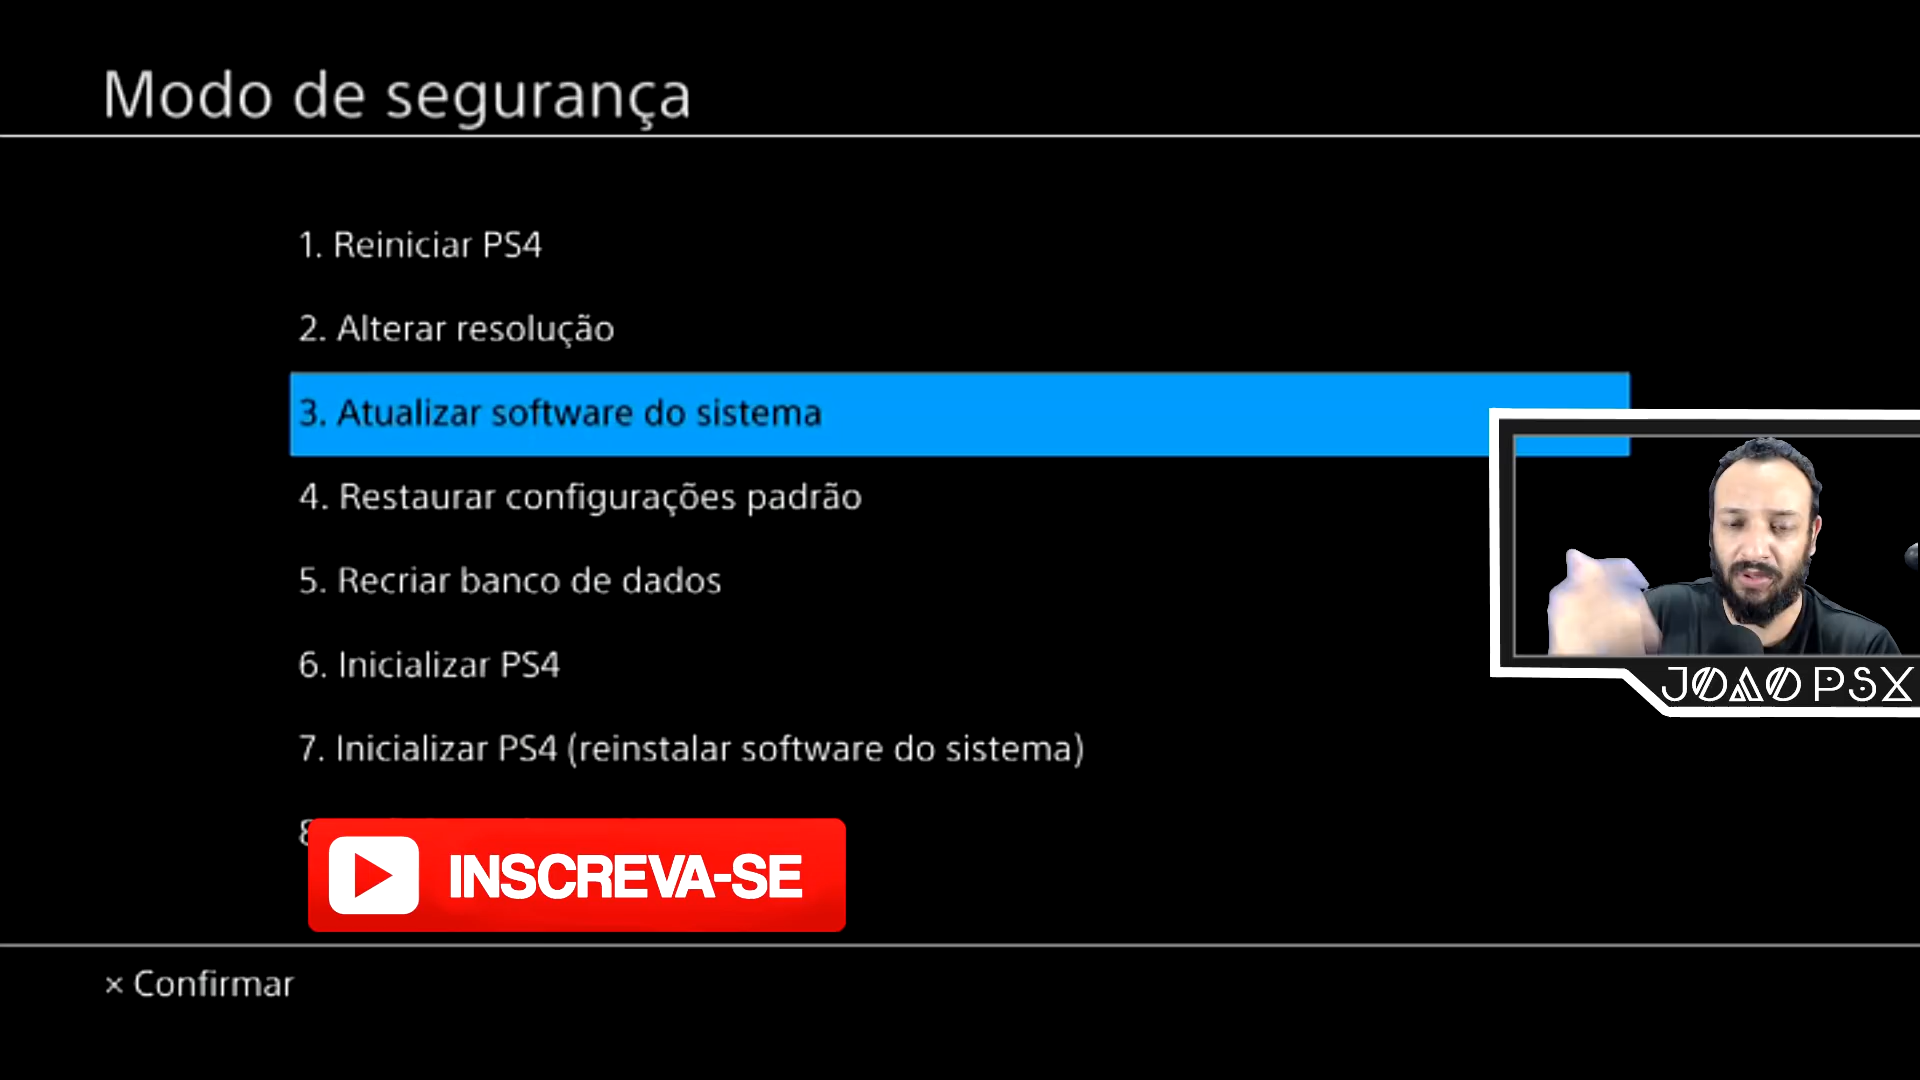 Modo de segurança
1. Reiniciar PS4
2. Alterar resolução
3. Atualizar software do sistema
4. Restaurar configurações padrão
5. Recriar banco de dados
6. Inicializar PS4
7. Inicializar PS4 (reinstalar software do sistema)
INSCREVA-SE
JOAO PSX
× Confirmar